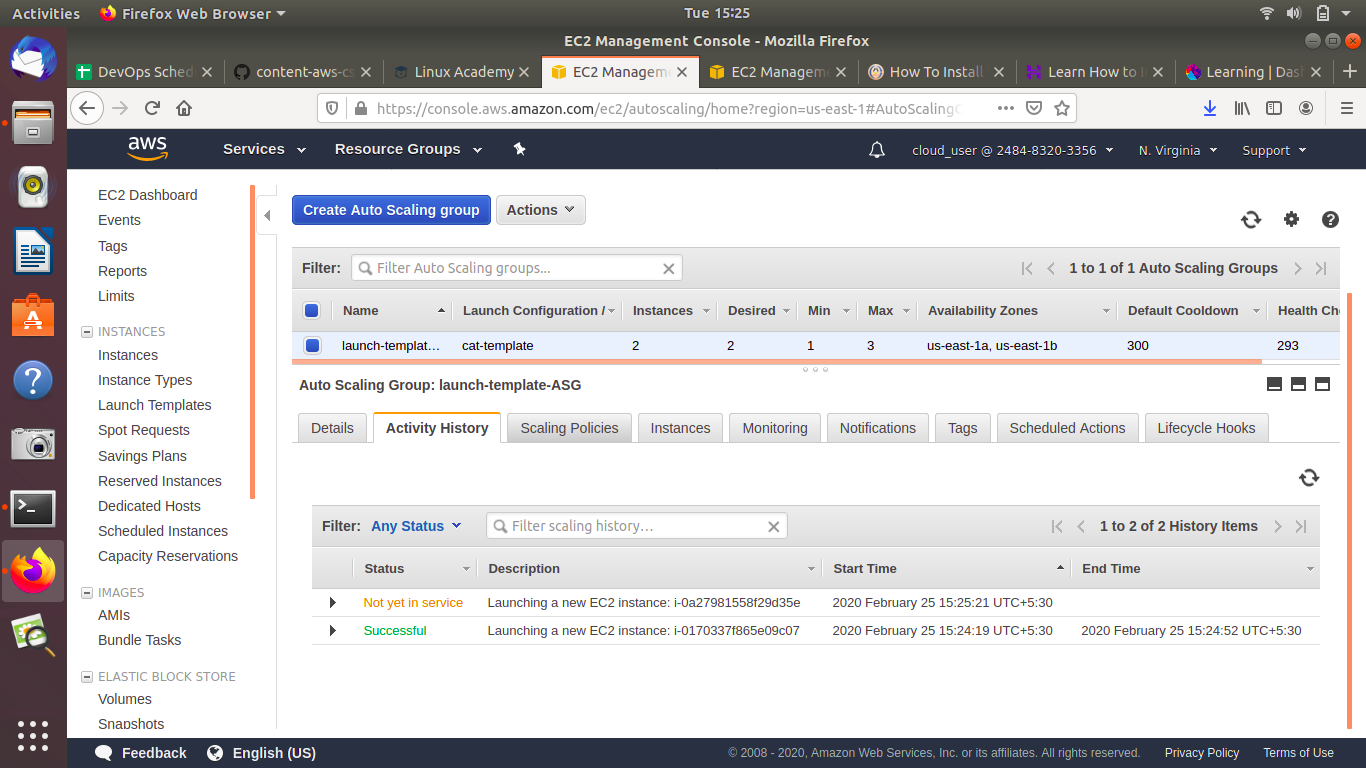 Activities Firefox Web Browser Tue 15:25
EC2 Management Console - Mozilla Firefox
DevOps Sched content-aws-cs Linux Academy EC2 Managem EC2 Managem How To Install Learn How to I Learning | Das
https://console.aws.amazon.com/ec2/autoscaling/home?region=us-east-1#AutoScalingG
aws Services Resource Groups cloud_user @ 2484-8320-3356 N. Virginia Support
EC2 Dashboard
Events
Tags
Reports
Limits
INSTANCES
Instances
Instance Types
Launch Templates
Spot Requests
Savings Plans
Reserved Instances
Dedicated Hosts
Scheduled Instances
Capacity Reservations
IMAGES
AMIs
Bundle Tasks
ELASTIC BLOCK STORE
Volumes
Snapshots
Create Auto Scaling group Actions
Filter: Filter Auto Scaling groups... 1 to 1 of 1 Auto Scaling Groups
Name Launch Configuration / Instances Desired Min Max Availability Zones Default Cooldown Health Che
launch-templat… cat-template 2 2 1 3 us-east-1a, us-east-1b 300 293
Auto Scaling Group: launch-template-ASG
Details Activity History Scaling Policies Instances Monitoring Notifications Tags Scheduled Actions Lifecycle Hooks
Filter: Any Status Filter scaling history… 1 to 2 of 2 History Items
Status Description Start Time End Time
Not yet in service Launching a new EC2 instance: i-0a27981558f29d35e 2020 February 25 15:25:21 UTC+5:30
Successful Launching a new EC2 instance: i-0170337f865e09c07 2020 February 25 15:24:19 UTC+5:30 2020 February 25 15:24:52 UTC+5:30
Feedback English (US) © 2008 - 2020, Amazon Web Services, Inc. or its affiliates. All rights reserved. Privacy Policy Terms of Use